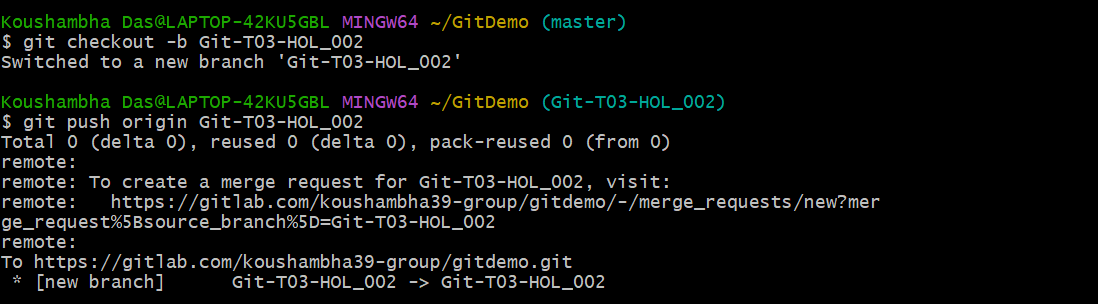 Koushambha Das@LAPTOP-42KU5GBL MINGW64 ~/GitDemo (master)
$ git checkout -b Git-T03-HOL_002
Switched to a new branch 'Git-T03-HOL_002'
Koushambha Das@LAPTOP-42KU5GBL MINGW64 ~/GitDemo (Git-T03-HOL_002)
$ git push origin Git-T03-HOL_002
Total 0 (delta 0), reused 0 (delta 0), pack-reused 0 (from 0)
remote:
remote: To create a merge request for Git-T03-HOL_002, visit:
remote:   https://gitlab.com/koushambha39-group/gitdemo/-/merge_requests/new?mer
ge_request%5Bsource_branch%5D=Git-T03-HOL_002
remote:
To https://gitlab.com/koushambha39-group/gitdemo.git
 * [new branch]      Git-T03-HOL_002 -> Git-T03-HOL_002